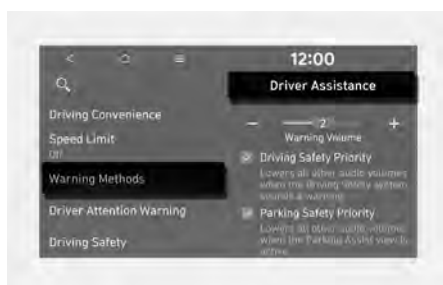 12:00
Driver Assistance
Driving Convenience
Speed Limit
Off
Warning Methods
Driver Attention Warning
Driving Safety
- 2 +
Warning Volume
Driving Safety Priority
Lowers all other audio volumes
when the Driving Safety system
sounds a warning
Parking Safety Priority
Lowers all other audio volumes
when the Parking Assist view is
active